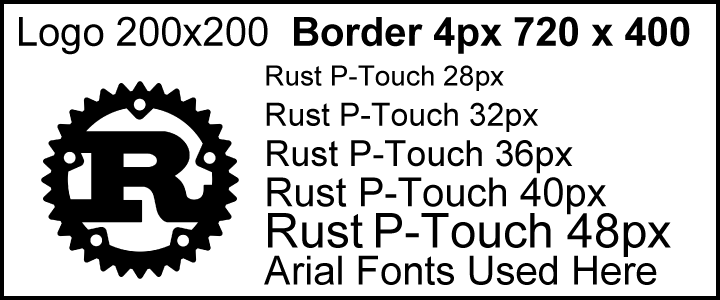 Logo 200x200 Border 4px 720 x 400
Rust P-Touch 28px
Rust P-Touch 32px
Rust P-Touch 36px
Rust P-Touch 40px
Rust P-Touch 48px
Arial Fonts Used Here
R